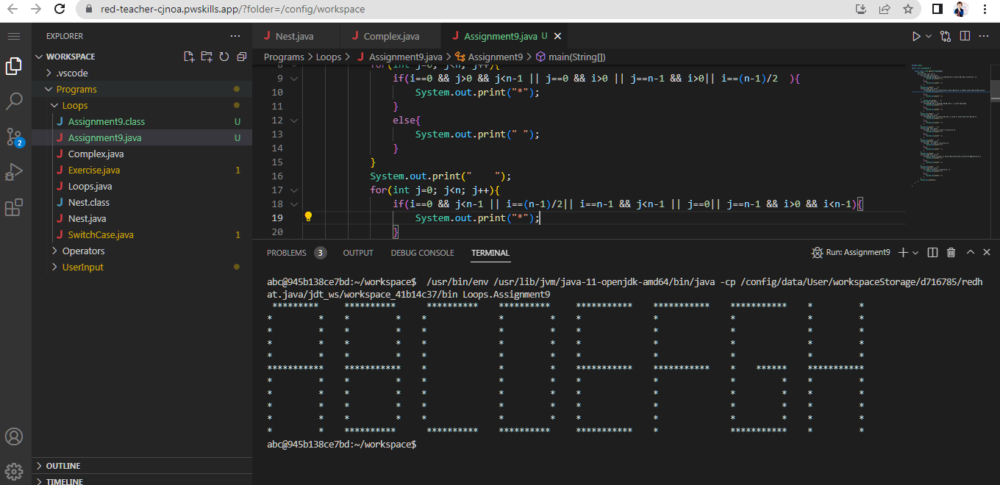 red-teacher-cjnoa.pwskills.app/?folder=/config/workspace
EXPLORER
WORKSPACE
.vscode
Programs
Loops
Assignment9.class U
Assignment9.java U
Complex.java
Exercise.java 1
Loops.java
Nest.class
Nest.java
SwitchCase.java 1
Operators
UserInput
2
OUTLINE
TIMELINE
Nest.java Complex.java Assignment9.java U
Programs > Loops > Assignment9.java > Assignment9 > main(String[])
8 for(int j=0; j<n; j++){
9 if(i==0 && j>0 && j<n-1 || j==0 && i>0 || j==n-1 && i>0|| i==(n-1)/2  ){
10 System.out.print("*");
11 }
12 else{
13 System.out.print(" ");
14 }
15 }
16 System.out.print("    ");
17 for(int j=0; j<n; j++){
18 if(i==0 && j<n-1 || i==(n-1)/2|| i==n-1 && j<n-1 || j==0|| j==n-1 && i>0 && i<n-1){
19 System.out.print("*");
20 }
PROBLEMS 3 OUTPUT DEBUG CONSOLE TERMINAL Run: Assignment9
abc@945b138ce7bd:~/workspace$  /usr/bin/env /usr/lib/jvm/java-11-openjdk-amd64/bin/java -cp /config/data/User/workspaceStorage/d716785/redh
at.java/jdt_ws/workspace_41b14c37/bin Loops.Assignment9
 *********     **********      **********    **********     ***********    ***********    ***********    *         *
*         *    *         *    *              *         *    *              *              *              *         *
*         *    *         *    *              *         *    *              *              *              *         *
*         *    *         *    *              *         *    *              *              *              *         *
*         *    *         *    *              *         *    *              *              *              *         *
***********    ***********    *              *         *    ***********    ***********    *    ******    ***********
*         *    *         *    *              *         *    *              *              *         *    *         *
*         *    *         *    *              *         *    *              *              *         *    *         *
*         *    *         *    *              *         *    *              *              *         *    *         *
*         *    *         *    *              *         *    *              *              *         *    *         *
*         *    **********      **********    **********     ***********    *              ***********    *         *
abc@945b138ce7bd:~/workspace$